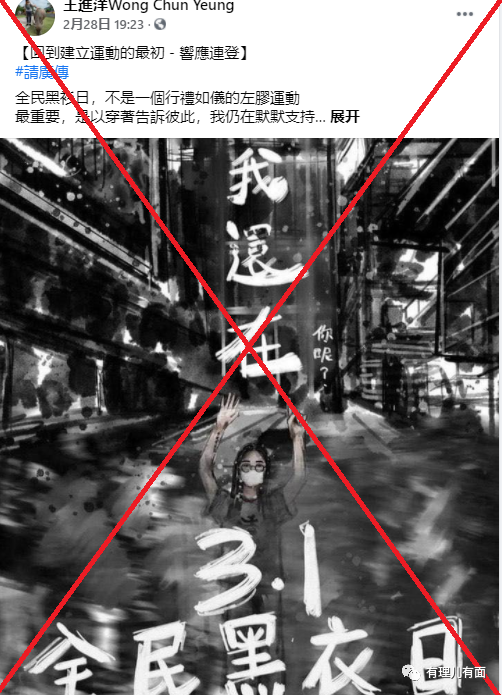 王進洋Wong Chun Yeung
2月28日 19:23
【回到建立運動的最初 - 響應連登】
#請廣傳
全民黑衫日，不是一個行禮如儀的左膠運動
最重要，是以穿著告訴彼此，我仍在默默支持... 展开
我
還
在
你呢？
3.1
全民黑衣日
有理儿有面